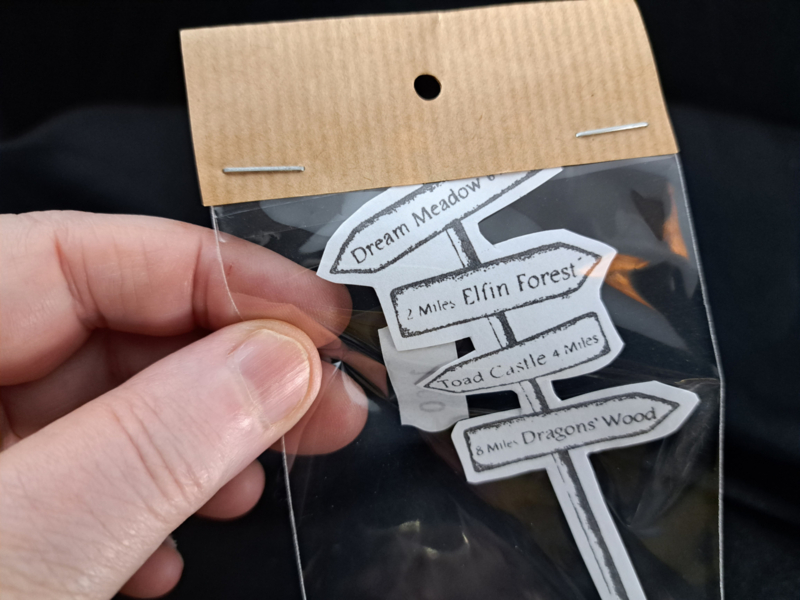 Dream Meadow
2 Miles Elfin Forest
Toad Castle 4 Miles
8 Miles Dragons' Wood